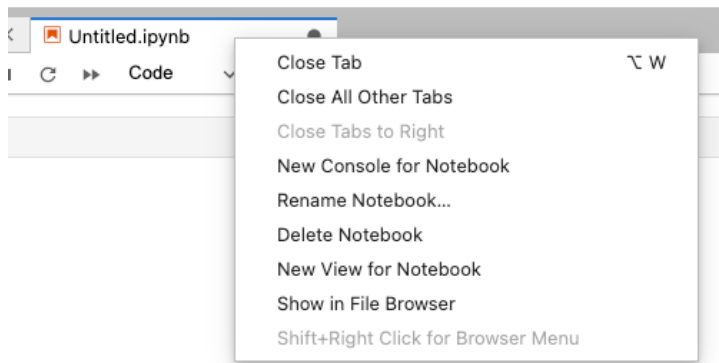 Untitled.ipynb
Code
Close Tab ⌥ W
Close All Other Tabs
Close Tabs to Right
New Console for Notebook
Rename Notebook...
Delete Notebook
New View for Notebook
Show in File Browser
Shift+Right Click for Browser Menu